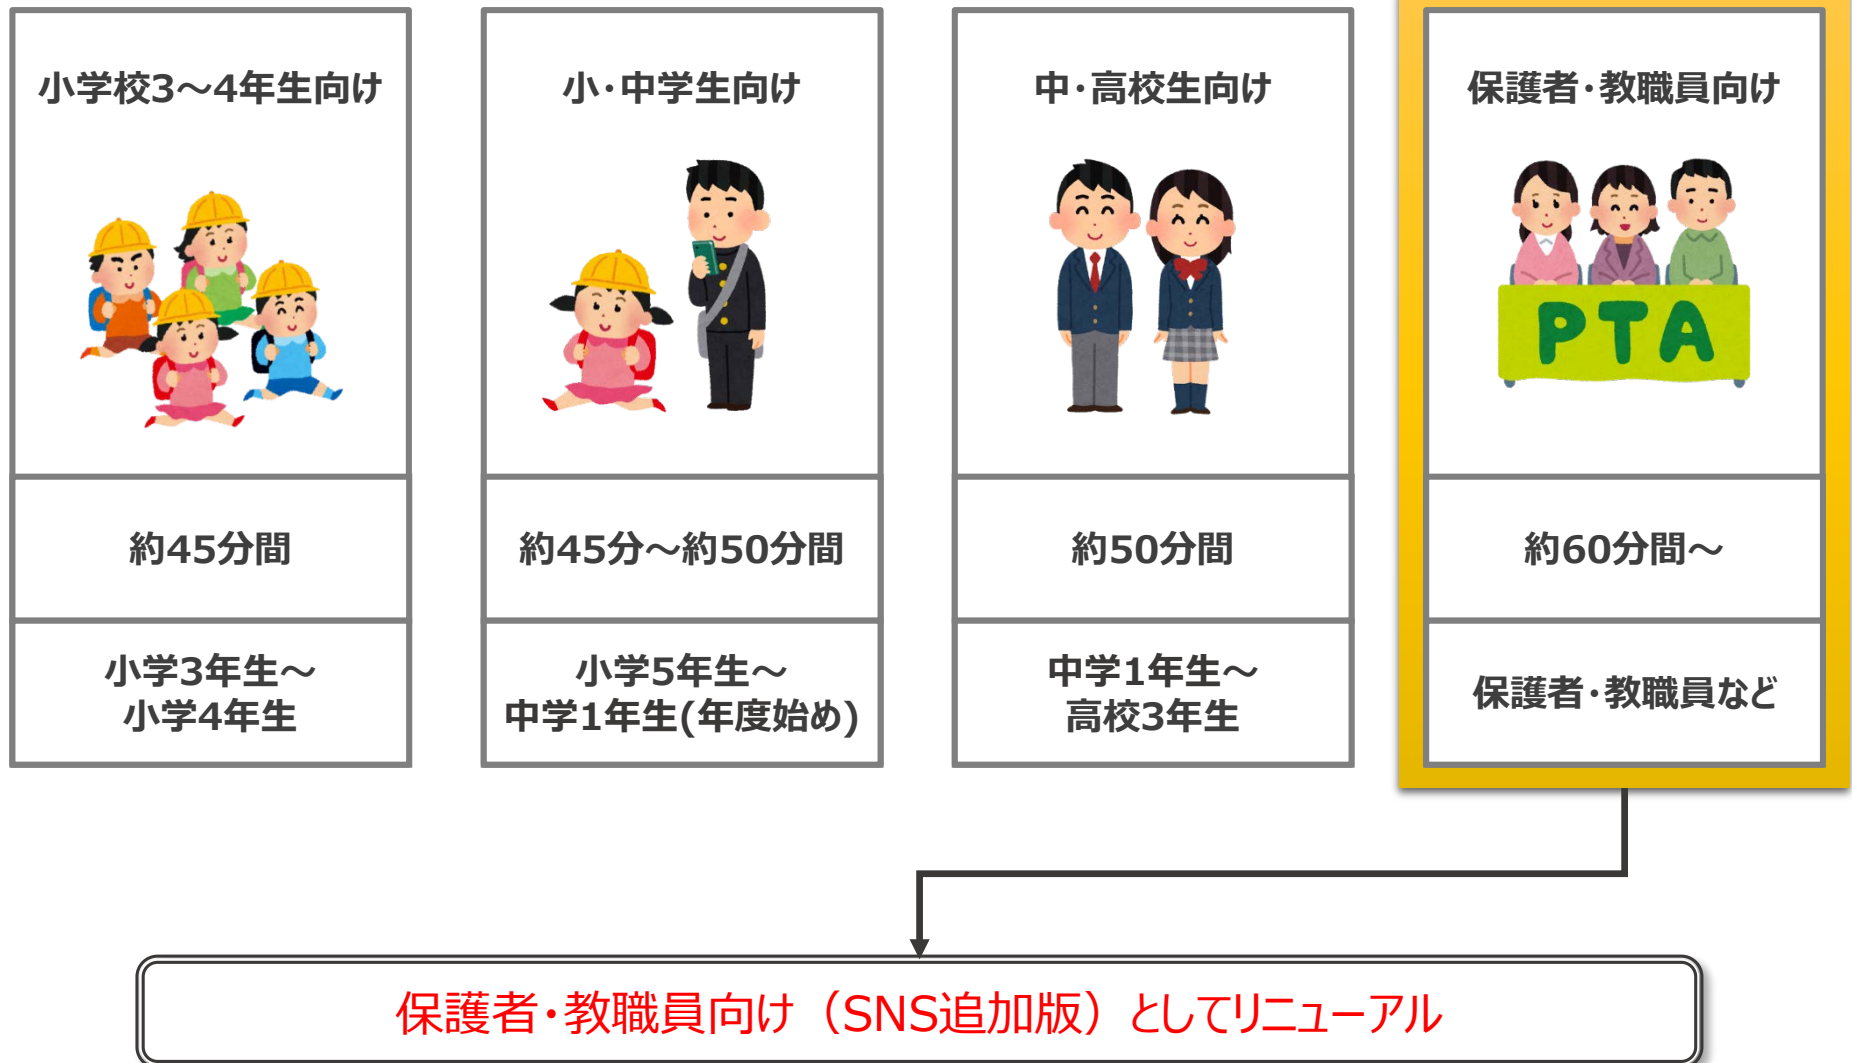 小学校3～4年生向け
約45分間
小学3年生～
小学4年生
小・中学生向け
約45分～約50分間
小学5年生～
中学1年生(年度始め)
中・高校生向け
約50分間
中学1年生～
高校3年生
保護者・教職員向け
PTA
約60分間～
保護者・教職員など
保護者・教職員向け（SNS追加版）としてリニューアル